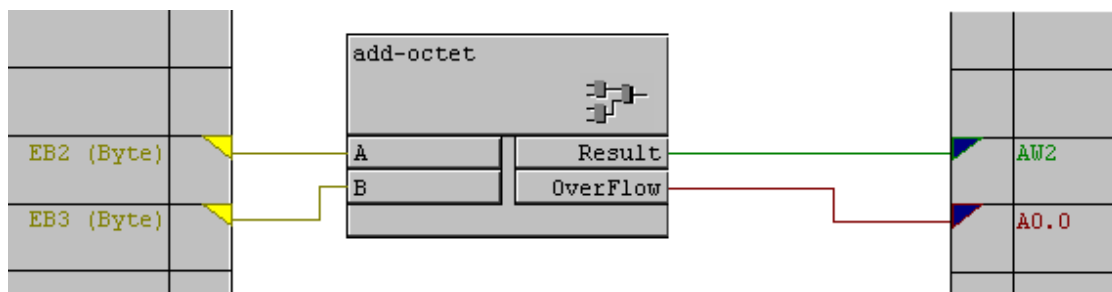 add-octet
EB2 (Byte)
A
Result
AW2
B
OverFlow
EB3 (Byte)
A0.0